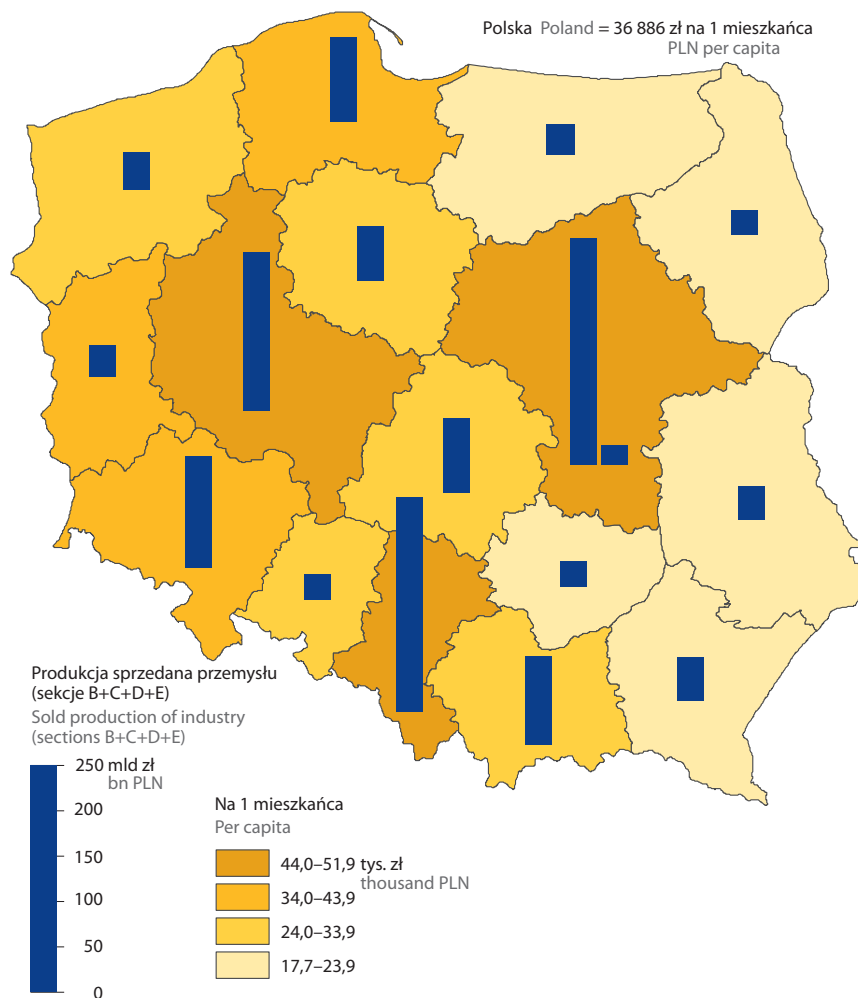 Polska Poland = 36 886 zł na 1 mieszkańca
PLN per capita
Produkcja sprzedana przemysłu
(sekcje B+C+D+E)
Sold production of industry
(sections B+C+D+E)
250 mld zł
bn PLN
200
150
100
50
0
Na 1 mieszkańca
Per capita
44,0–51,9 tys. zł
thousand PLN
34,0–43,9
24,0–33,9
17,7–23,9